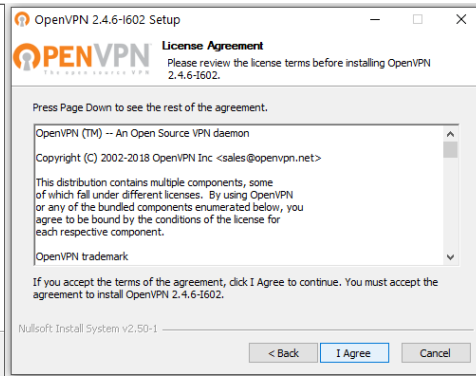 OpenVPN 2.4.6-I602 Setup
OPENVPN
The open source VPN
License Agreement
Please review the license terms before installing OpenVPN
2.4.6-I602.
Press Page Down to see the rest of the agreement.
OpenVPN (TM) -- An Open Source VPN daemon
Copyright (C) 2002-2018 OpenVPN Inc <sales@openvpn.net>
This distribution contains multiple components, some
of which fall under different licenses.  By using OpenVPN
or any of the bundled components enumerated below, you
agree to be bound by the conditions of the license for
each respective component.
OpenVPN trademark
If you accept the terms of the agreement, click I Agree to continue. You must accept the
agreement to install OpenVPN 2.4.6-I602.
Nullsoft Install System v2.50-1
< Back
I Agree
Cancel